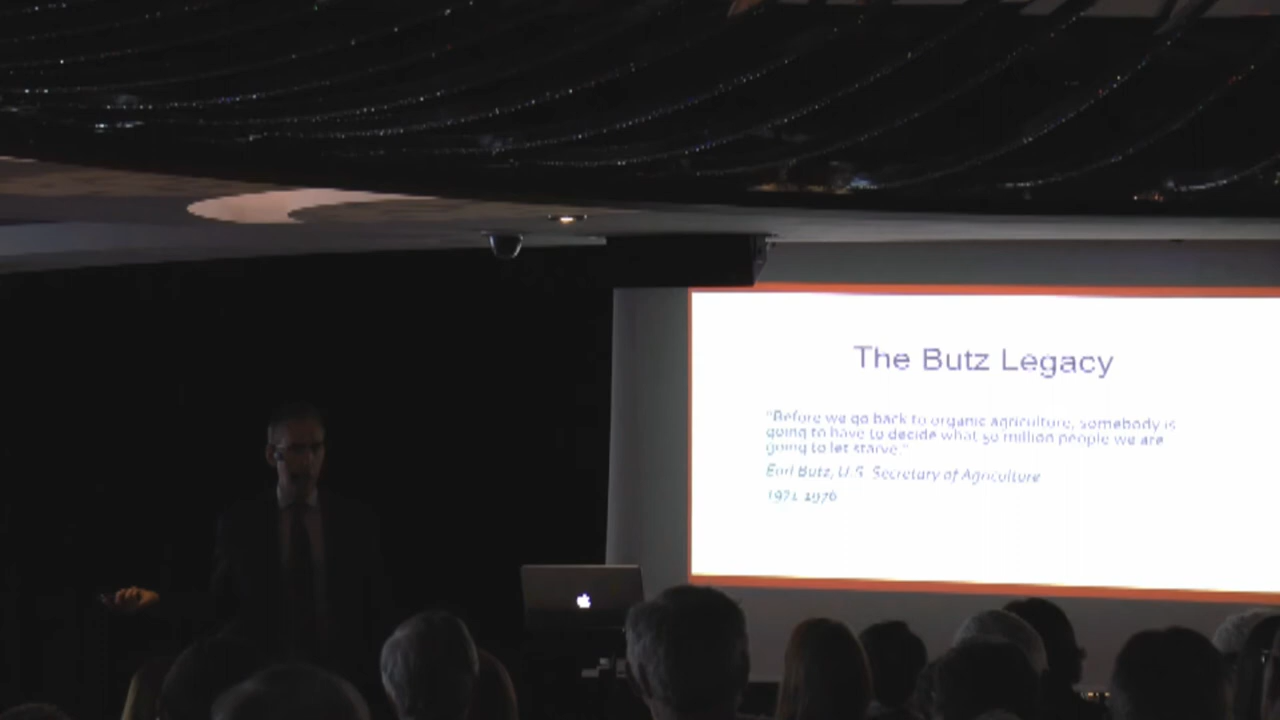 The Butz Legacy
"Before we go back to organic agriculture, somebody is
going to have to decide what 50 million people we are
going to let starve."
Earl Butz, U.S. Secretary of Agriculture
1971-1976